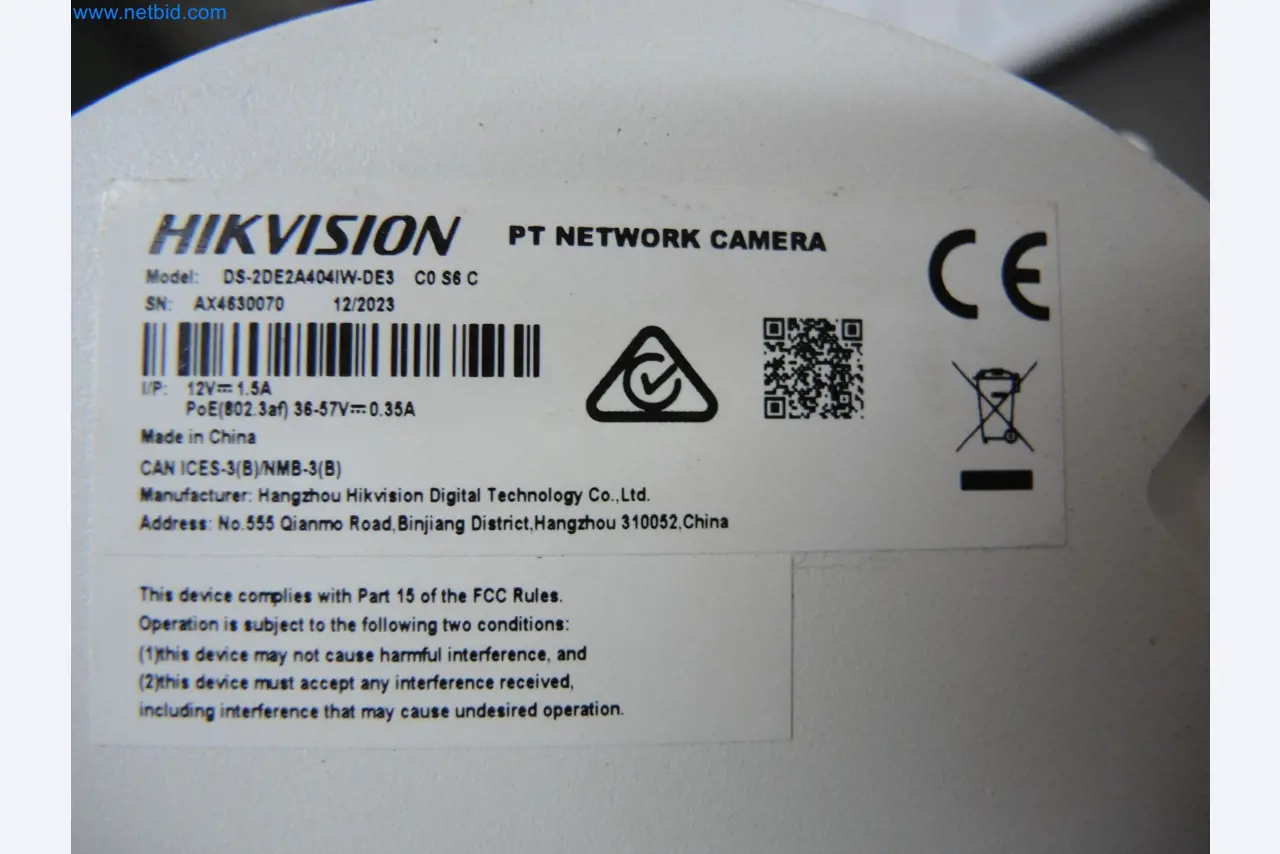 www.netbid.com
HIKVISION PT NETWORK CAMERA
Model: DS-2DE2A404IW-DE3 C0 S6 C
SN: AX4630070 12/2023
I/P: 12V⎓1.5A
PoE(802.3af) 36-57V⎓0.35A
Made in China
CAN ICES-3(B)/NMB-3(B)
Manufacturer: Hangzhou Hikvision Digital Technology Co.,Ltd.
Address: No.555 Qianmo Road,Binjiang District,Hangzhou 310052,China
This device complies with Part 15 of the FCC Rules.
Operation is subject to the following two conditions:
(1)this device may not cause harmful interference, and
(2)this device must accept any interference received,
including interference that may cause undesired operation.